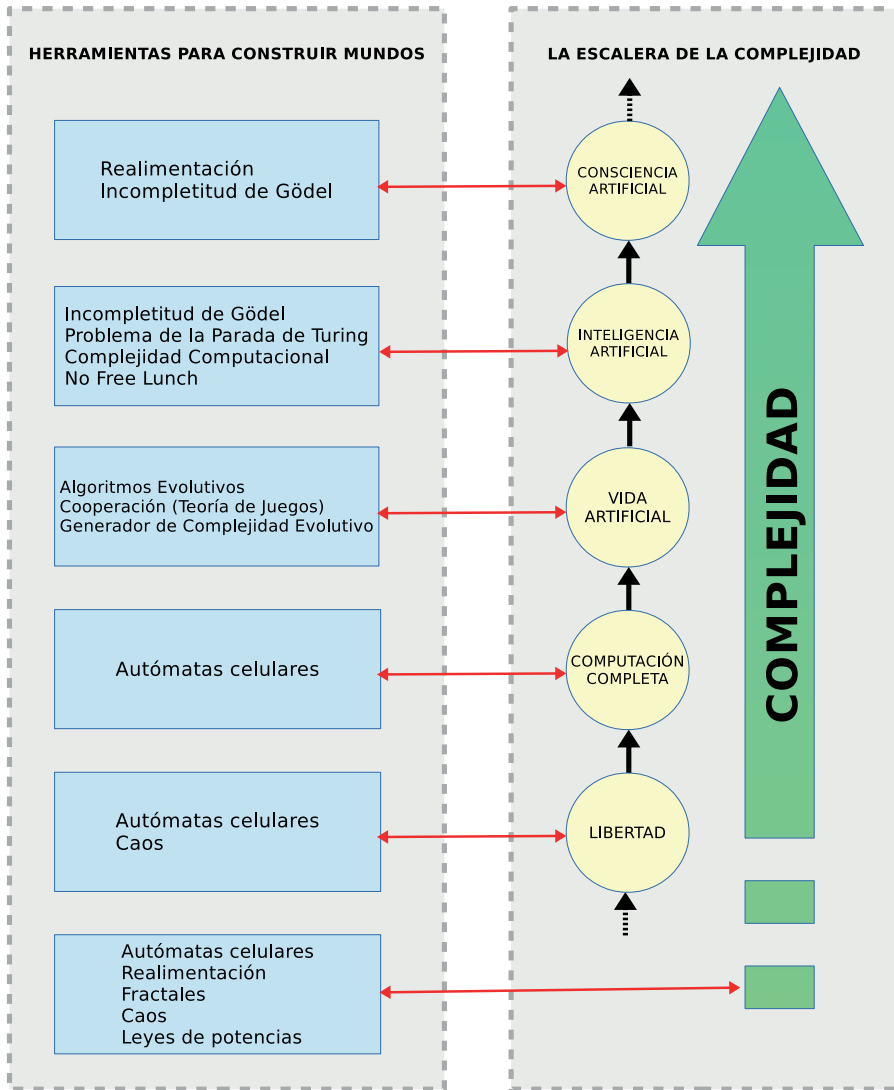 HERRAMIENTAS PARA CONSTRUIR MUNDOS
Realimentación
Incompletitud de Gödel
Incompletitud de Gödel
Problema de la Parada de Turing
Complejidad Computacional
No Free Lunch
Algoritmos Evolutivos
Cooperación (Teoría de Juegos)
Generador de Complejidad Evolutivo
Autómatas celulares
Autómatas celulares
Caos
Autómatas celulares
Realimentación
Fractales
Caos
Leyes de potencias
LA ESCALERA DE LA COMPLEJIDAD
CONSCIENCIA
ARTIFICIAL
INTELIGENCIA
ARTIFICIAL
VIDA
ARTIFICIAL
COMPUTACIÓN
COMPLETA
LIBERTAD
COMPLEJIDAD